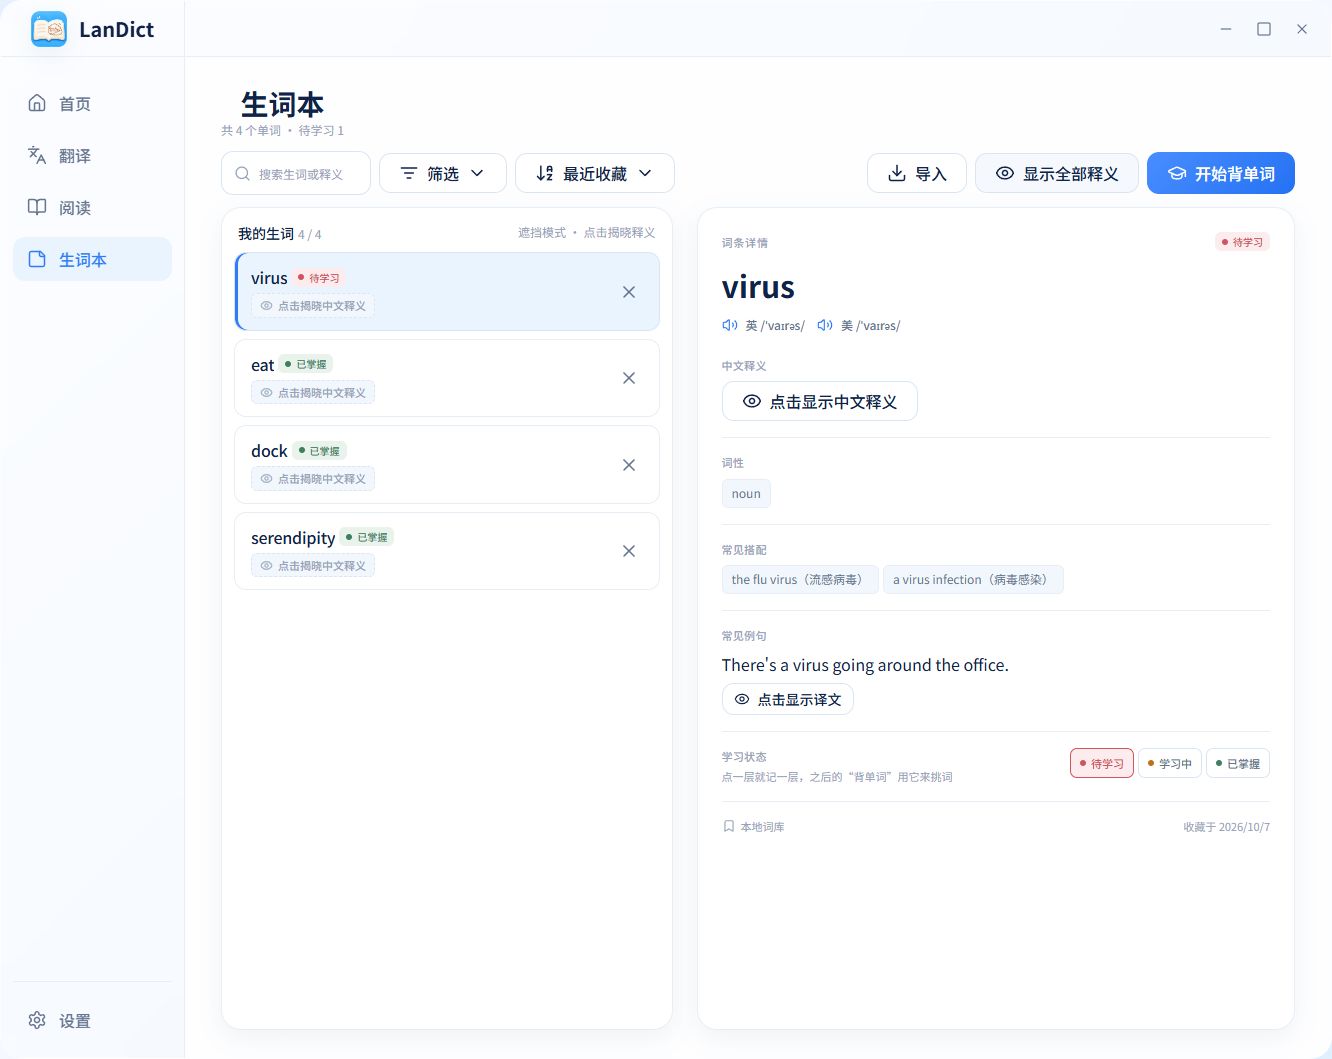 LanDict
首页
翻译
阅读
生词本
设置
生词本
共 4 个单词 • 待学习 1
搜索生词或释义
筛选
最近收藏
导入
显示全部释义
开始背单词
我的生词 4 / 4
遮挡模式 • 点击揭晓释义
virus 待学习
点击揭晓中文释义
eat 已掌握
点击揭晓中文释义
dock 已掌握
点击揭晓中文释义
serendipity 已掌握
点击揭晓中文释义
词条详情
待学习
virus
英 /ˈvaɪrəs/ 美 /ˈvaɪrəs/
中文释义
点击显示中文释义
词性
noun
常见搭配
the flu virus（流感病毒） a virus infection（病毒感染）
常见例句
There's a virus going around the office.
点击显示译文
学习状态
点一层就记一层，之后的“背单词”用它来挑词
待学习 学习中 已掌握
本地词库
收藏于 2026/10/7